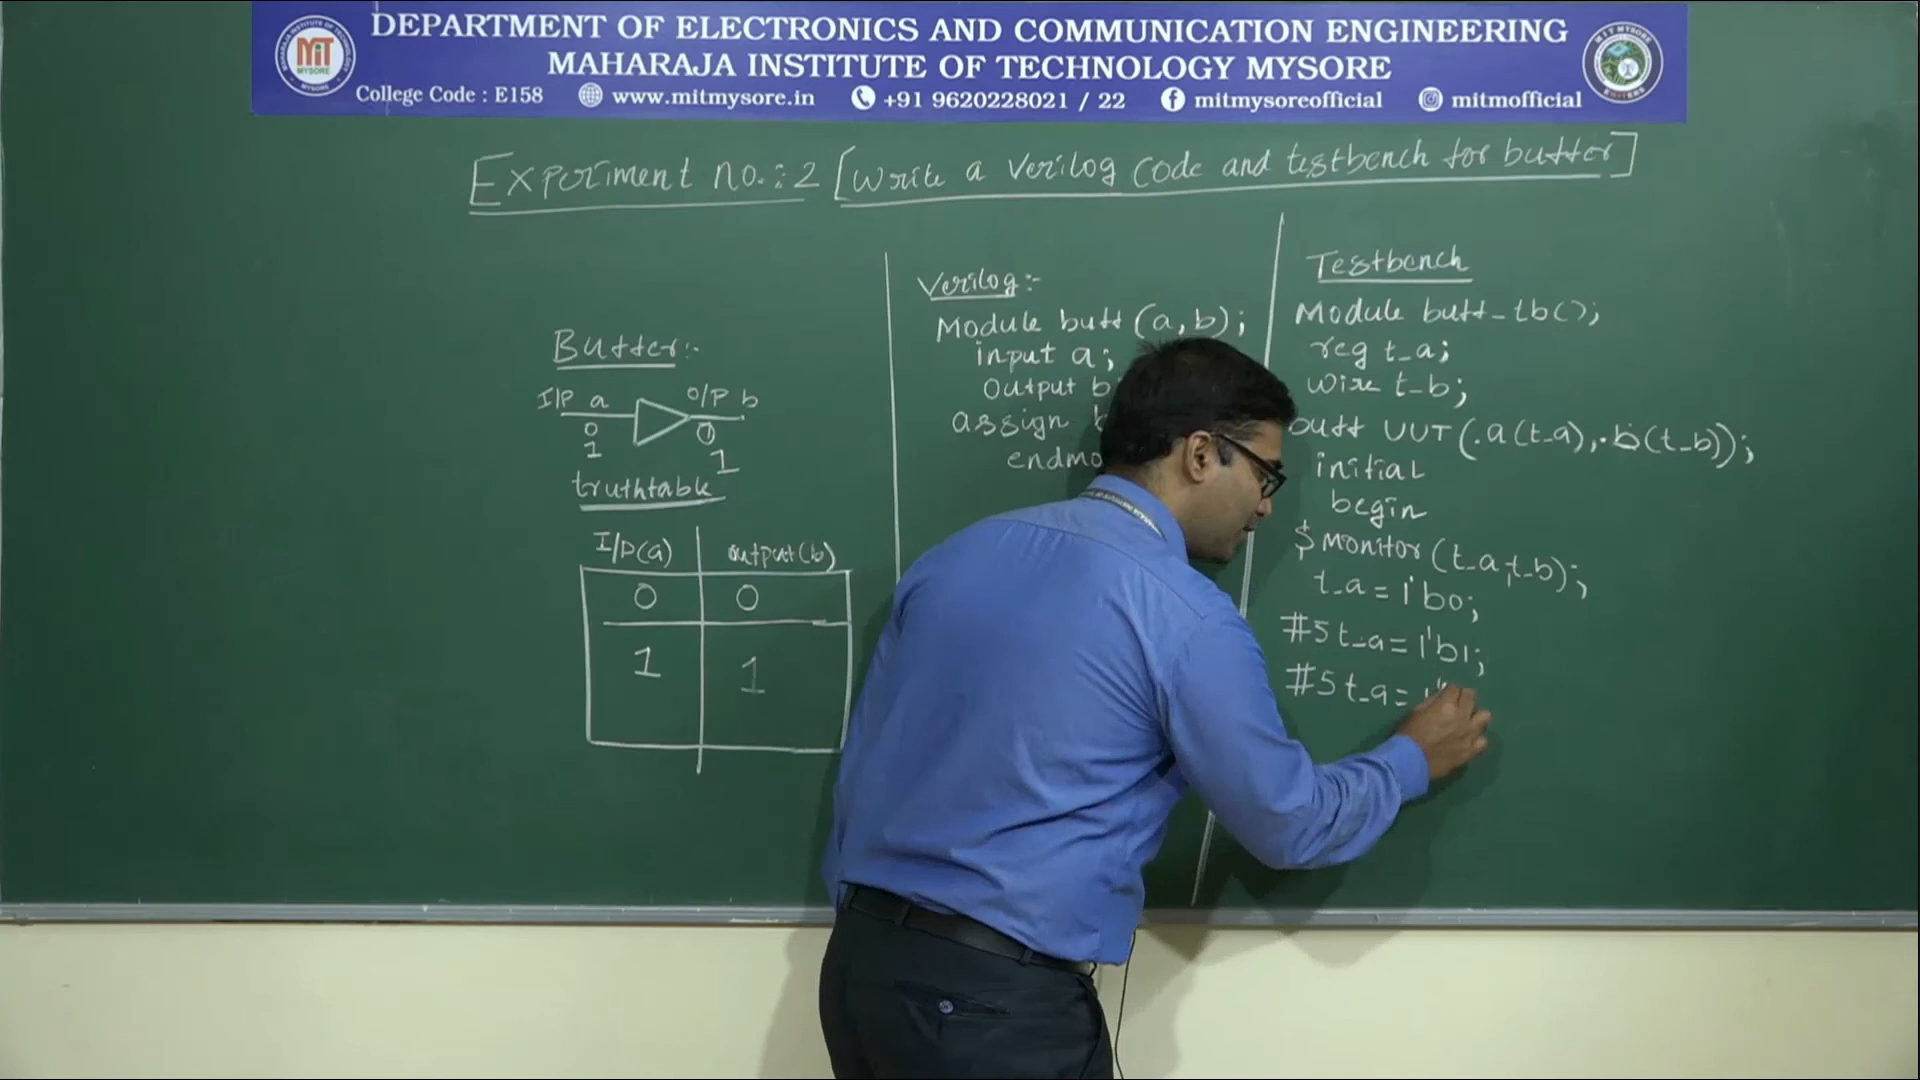 DEPARTMENT OF ELECTRONICS AND COMMUNICATION ENGINEERING
MAHARAJA INSTITUTE OF TECHNOLOGY MYSORE
College Code : E158 www.mitmysore.in +91 9620228021 / 22 mitmysoreofficial mitmofficial
MIT
MYSORE
Experiment no.:2 [Write a Verilog code and testbench for buffer]
Buffer:-
I/P a O/P b
0 0
1 1
truthtable
I/P(a) output(b)
0 0
1 1
Verilog:-
Module buff (a,b);
input a;
output b
assign
endmo
Testbench
Module buff_tb();
reg t_a;
wire t_b;
buff UUT(.a(t_a),.b(t_b));
initial
begin
$monitor(t_a,t_b);
t_a=1'b0;
#5 t_a=1'b1;
#5 t_a=1'